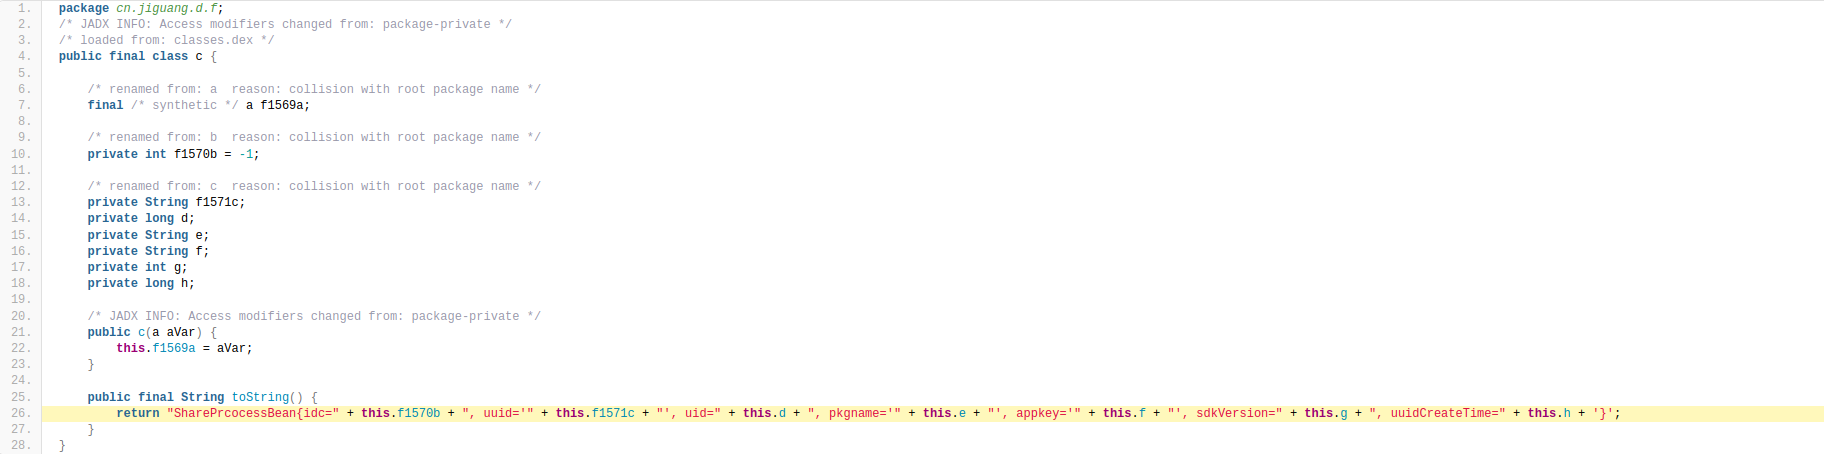 1. package cn.jiguang.d.f;
2. /* JADX INFO: Access modifiers changed from: package-private */
3. /* loaded from: classes.dex */
4. public final class c {
5.
6. /* renamed from: a  reason: collision with root package name */
7. final /* synthetic */ a f1569a;
8.
9. /* renamed from: b  reason: collision with root package name */
10. private int f1570b = -1;
11.
12. /* renamed from: c  reason: collision with root package name */
13. private String f1571c;
14. private long d;
15. private String e;
16. private String f;
17. private int g;
18. private long h;
19.
20. /* JADX INFO: Access modifiers changed from: package-private */
21. public c(a aVar) {
22. this.f1569a = aVar;
23. }
24.
25. public final String toString() {
26. return "SharePrcocessBean{idc=" + this.f1570b + ", uuid='" + this.f1571c + "', uid=" + this.d + ", pkgname='" + this.e + "', appkey='" + this.f + "', sdkVersion=" + this.g + ", uuidCreateTime=" + this.h + '}';
27. }
28. }